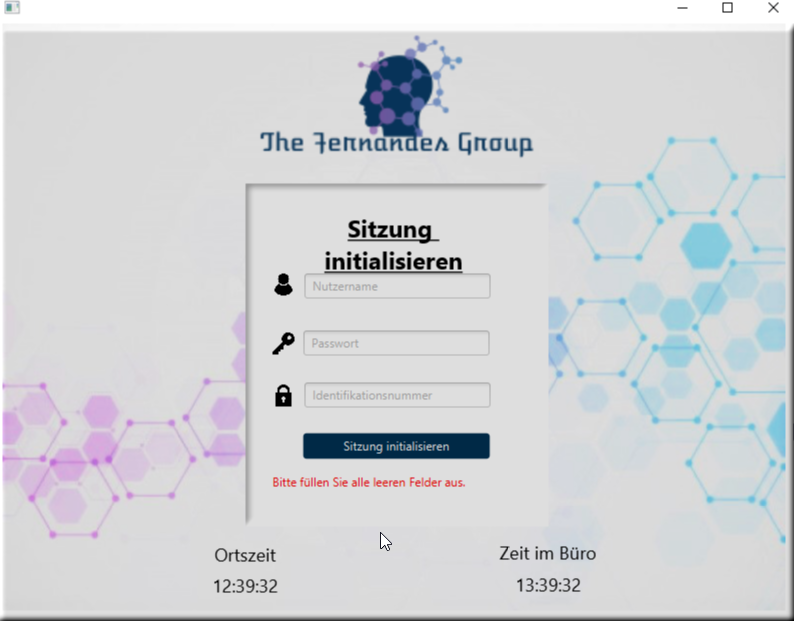 The Fernandes Group
Sitzung
initialisieren
Nutzername
Passwort
Identifikationsnummer
Sitzung initialisieren
Bitte füllen Sie alle leeren Felder aus.
Ortszeit
Zeit im Büro
12:39:32
13:39:32